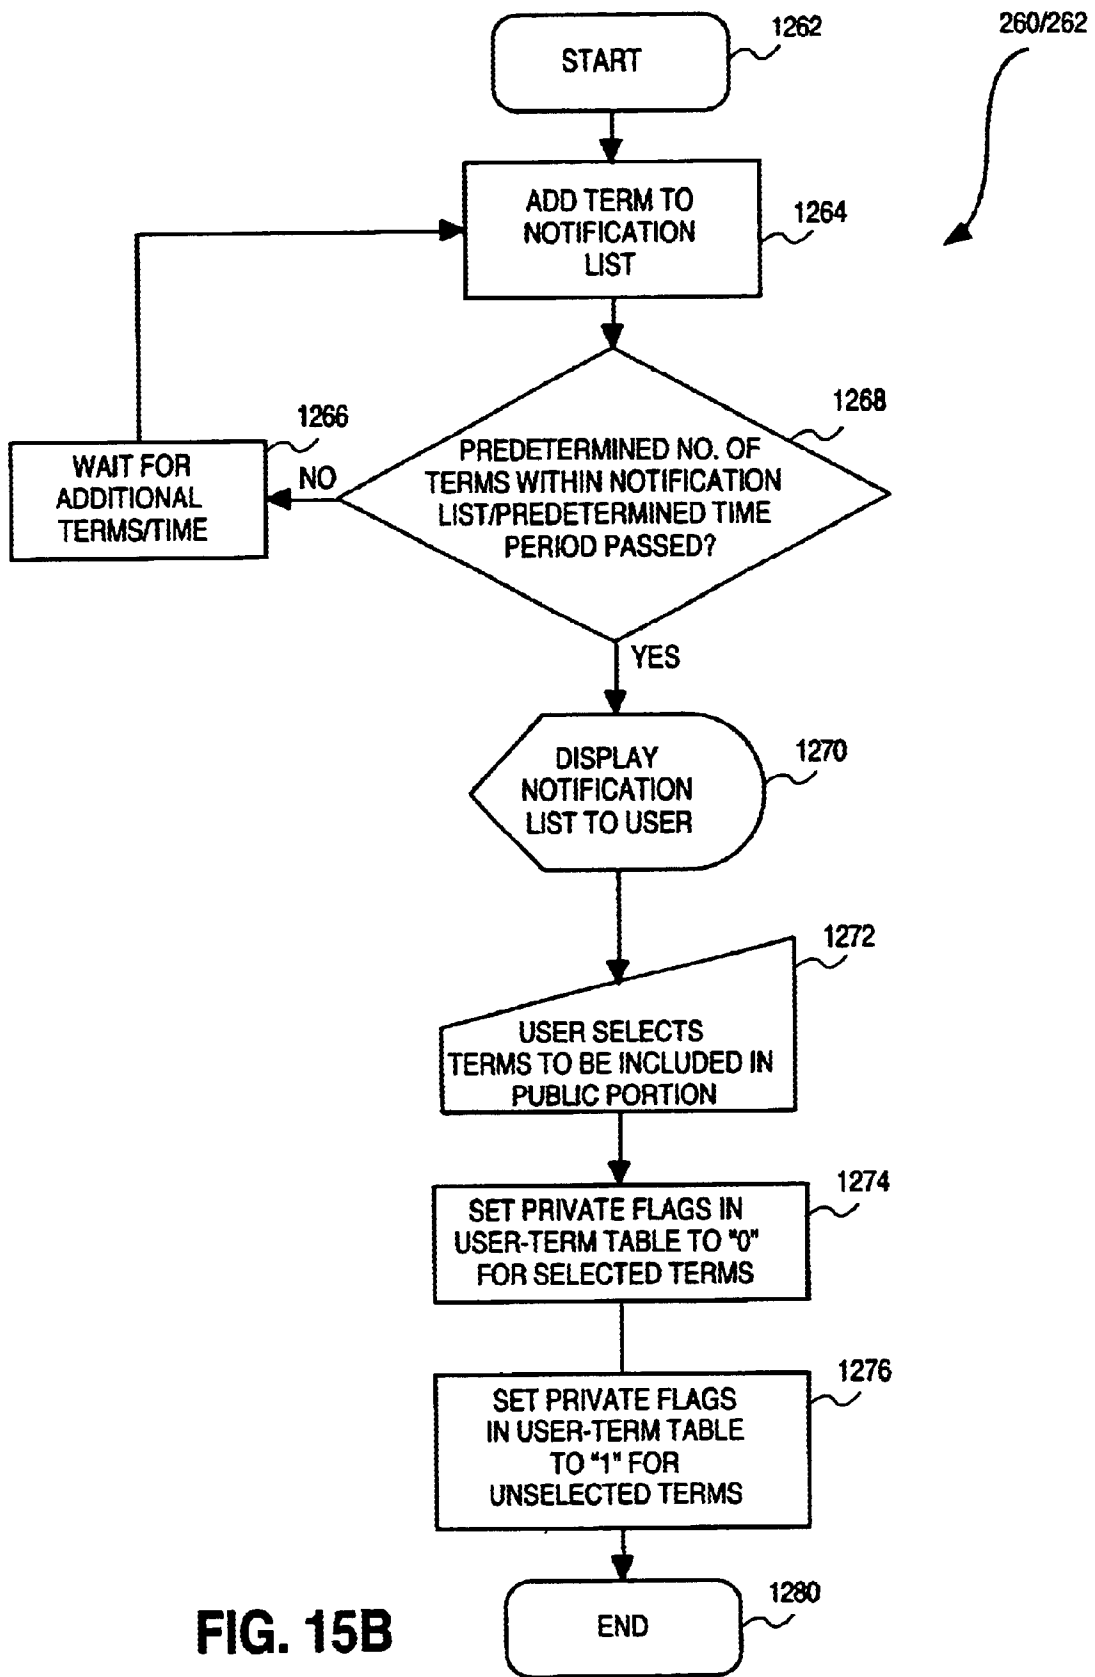 260/262
START
1262
ADD TERM TO
NOTIFICATION
LIST
1264
PREDETERMINED NO. OF
TERMS WITHIN NOTIFICATION
LIST/PREDETERMINED TIME
PERIOD PASSED?
1268
NO
WAIT FOR
ADDITIONAL
TERMS/TIME
1266
YES
DISPLAY
NOTIFICATION
LIST TO USER
1270
USER SELECTS
TERMS TO BE INCLUDED IN
PUBLIC PORTION
1272
SET PRIVATE FLAGS IN
USER-TERM TABLE TO "0"
FOR SELECTED TERMS
1274
SET PRIVATE FLAGS
IN USER-TERM TABLE
TO "1" FOR
UNSELECTED TERMS
1276
END
1280
FIG. 15B